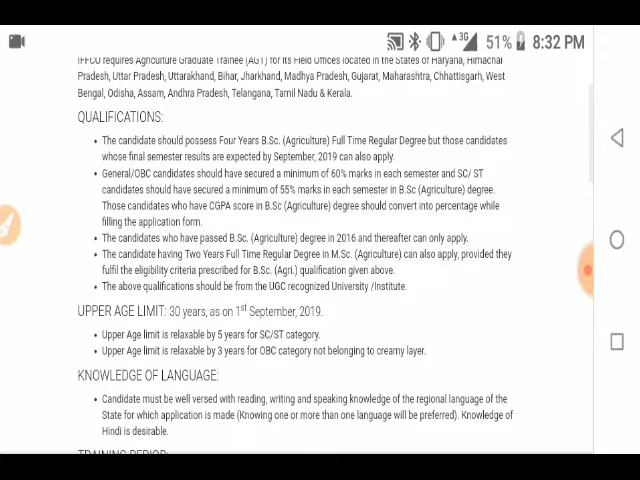 3G 51% 8:32 PM
IFFCO requires Agriculture Graduate Trainee (AGT) for its Field Offices located in the States of Haryana, Himachal
Pradesh, Uttar Pradesh, Uttarakhand, Bihar, Jharkhand, Madhya Pradesh, Gujarat, Maharashtra, Chhattisgarh, West
Bengal, Odisha, Assam, Andhra Pradesh, Telangana, Tamil Nadu & Kerala.
QUALIFICATIONS:
• The candidate should possess Four Years B.Sc. (Agriculture) Full Time Regular Degree but those candidates
whose final semester results are expected by September, 2019 can also apply.
• General/OBC candidates should have secured a minimum of 60% marks in each semester and SC/ ST
candidates should have secured a minimum of 55% marks in each semester in B.Sc (Agriculture) degree.
Those candidates who have CGPA score in B.Sc (Agriculture) degree should convert into percentage while
filling the application form.
• The candidates who have passed B.Sc. (Agriculture) degree in 2016 and thereafter can only apply.
• The candidate having Two Years Full Time Regular Degree in M.Sc. (Agriculture) can also apply, provided they
fulfil the eligibility criteria prescribed for B.Sc. (Agri.) qualification given above.
• The above qualifications should be from the UGC recognized University /Institute.
UPPER AGE LIMIT: 30 years, as on 1st September, 2019.
• Upper Age limit is relaxable by 5 years for SC/ST category.
• Upper Age limit is relaxable by 3 years for OBC category not belonging to creamy layer.
KNOWLEDGE OF LANGUAGE:
• Candidate must be well versed with reading, writing and speaking knowledge of the regional language of the
State for which application is made (Knowing one or more than one language will be preferred). Knowledge of
Hindi is desirable.
TRAINING PERIOD: